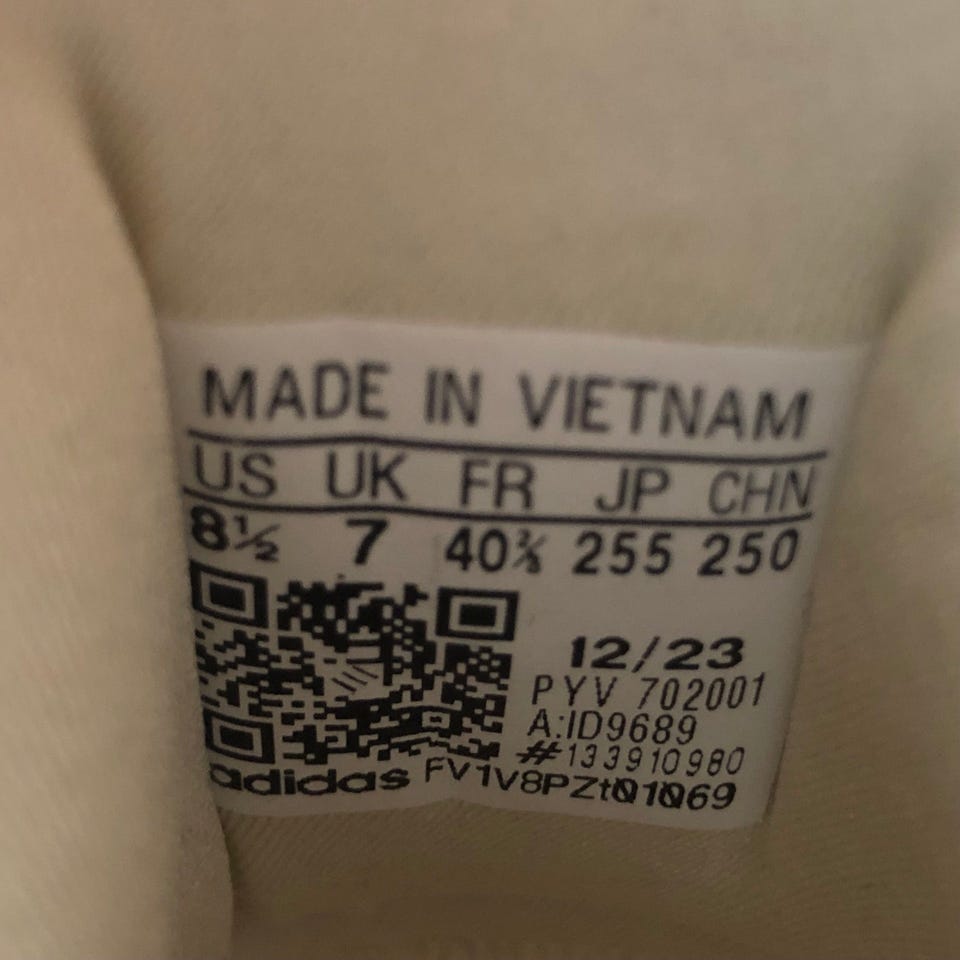 MADE IN VIETNAM
US UK FR JP CHN
8½ 7 40⅔ 255 250
12/23
PYV 702001
A:ID9689
#133910980
adidas FV1V8PZt01069